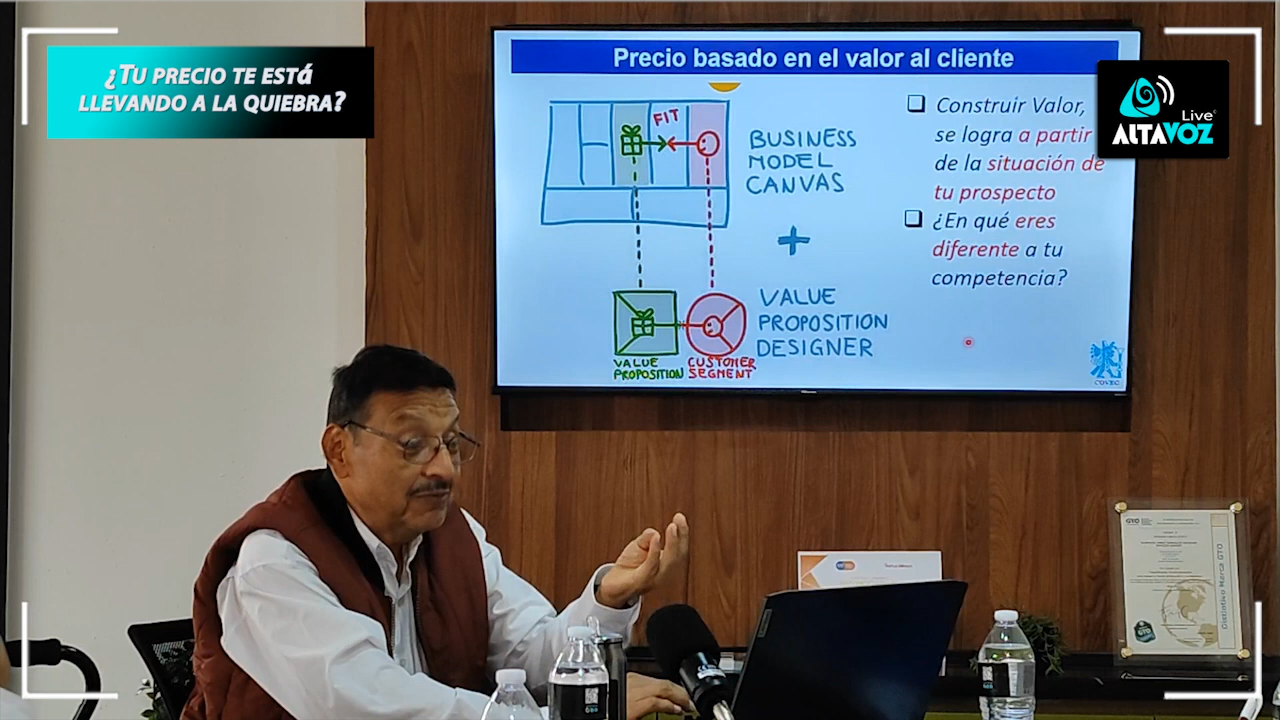 ¿TU PRECIO TE ESTÁ
LLEVANDO A LA QUIEBRA?
Precio basado en el valor al cliente
FIT
BUSINESS
MODEL
CANVAS
+
VALUE
PROPOSITION
DESIGNER
VALUE
PROPOSITION
CUSTOMER
SEGMENT
❑ Construir Valor,
se logra a partir
de la situación de
tu prospecto
❑ ¿En qué eres
diferente a tu
competencia?
Live
ALTAVOZ
GTO
Distintivo Marca GTO